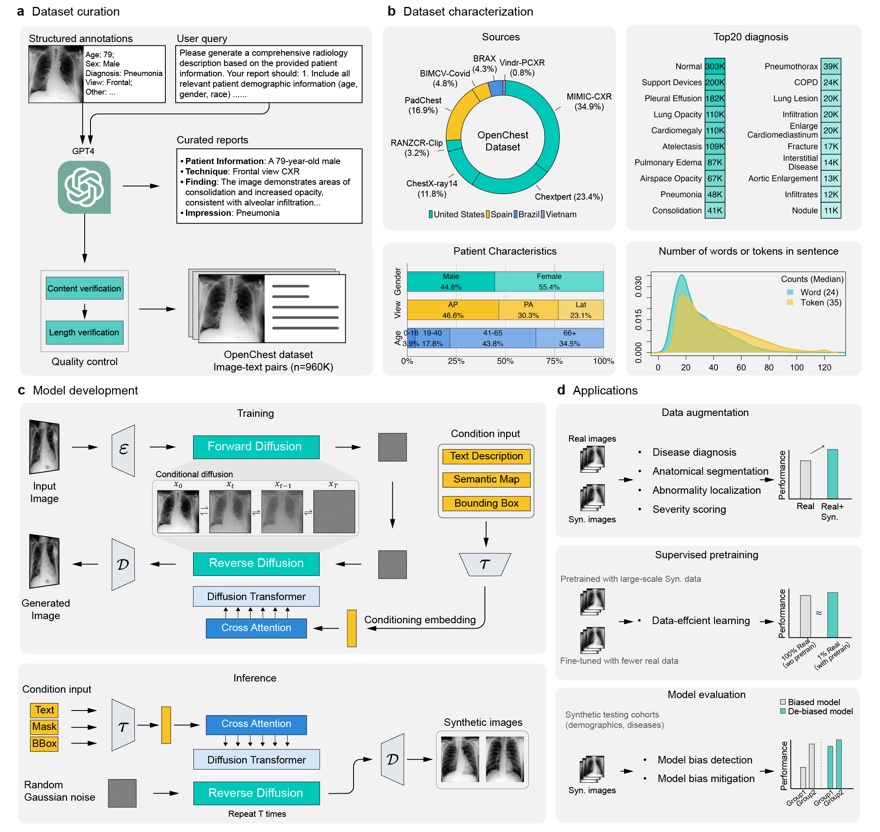 a Dataset curation
Structured annotations
Age: 79;
Sex: Male
Diagnosis: Pneumonia
View: Frontal;
Other: ...
User query
Please generate a comprehensive radiology
description based on the provided patient
information. Your report should: 1. Include all
relevant patient demographic information (age,
gender, race) ......
GPT4
Curated reports
• Patient Information: A 79-year-old male
• Technique: Frontal view CXR
• Finding: The image demonstrates areas of
consolidation and increased opacity,
consistent with alveolar infiltration...
• Impression: Pneumonia
Content verification
Length verification
Quality control
OpenChest dataset
Image-text pairs (n=960K)
b Dataset characterization
Sources
BRAX
(4.3%)
Vindr-PCXR
(0.8%)
BIMCV-Covid
(4.8%)
MIMIC-CXR
(34.9%)
PadChest
(16.9%)
OpenChest
Dataset
RANZCR-Clip
(3.2%)
ChestX-ray14
(11.8%)
Chextpert (23.4%)
United States Spain Brazil Vietnam
Top20 diagnosis
Normal 303K
Support Devices 200K
Pleural Effusion 182K
Lung Opacity 110K
Cardiomegaly 110K
Atelectasis 109K
Pulmonary Edema 87K
Airspace Opacity 67K
Pneumonia 48K
Consolidation 41K
Pneumothorax 39K
COPD 24K
Lung Lesion 20K
Infiltration 20K
Enlarge
Cardiomediastinum 20K
Fracture 17K
Interstitial
Disease 14K
Aortic Enlargement 13K
Infiltrates 12K
Nodule 11K
Patient Characteristics
Gender
Male
44.6%
Female
55.4%
View
AP
46.6%
PA
30.3%
Lat
23.1%
Age
0-18
3.9%
19-40
17.8%
41-65
43.8%
66+
34.5%
0% 25% 50% 75% 100%
Number of words or tokens in sentence
Counts (Median)
Word (24)
Token (35)
0.030
0.015
0.000
0 20 40 60 80 100 120
c Model development
Training
Input
Image
ℰ
Forward Diffusion
Conditional diffusion
X0 Xt Xt−1 XT
Condition input
Text Description
Semantic Map
Bounding Box
τ
Generated
Image
𝒟
Reverse Diffusion
Diffusion Transformer
Cross Attention
Conditioning embedding
Inference
Condition input
Text
Mask
BBox
τ
Cross Attention
Diffusion Transformer
Random
Gaussian noise
Reverse Diffusion
Repeat T times
𝒟
Synthetic images
d Applications
Data augmentation
Real images
Syn. images
• Disease diagnosis
• Anatomical segmentation
• Abnormality localization
• Severity scoring
Performance
Real
Real+
Syn.
Supervised pretraining
Pretrained with large-scale Syn. data
• Data-effcient learning
Fine-tuned with fewer real data
Performance
≈
100% Real
(wo pretrain)
1% Real
(with pretrain)
Model evaluation
Synthetic testing cohorts
(demographics, diseases)
Biased model
De-biased model
• Model bias detection
• Model bias mitigation
Syn. images
Performance
Group1
Group2
Group1
Group2